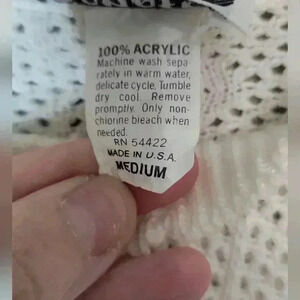 100% ACRYLIC
Machine wash sepa-
rately in warm water,
delicate cycle. Tumble
dry cool. Remove
promptly. Only non-
chlorine bleach when
needed.
RN 54422
MADE IN U.S.A.
MEDIUM